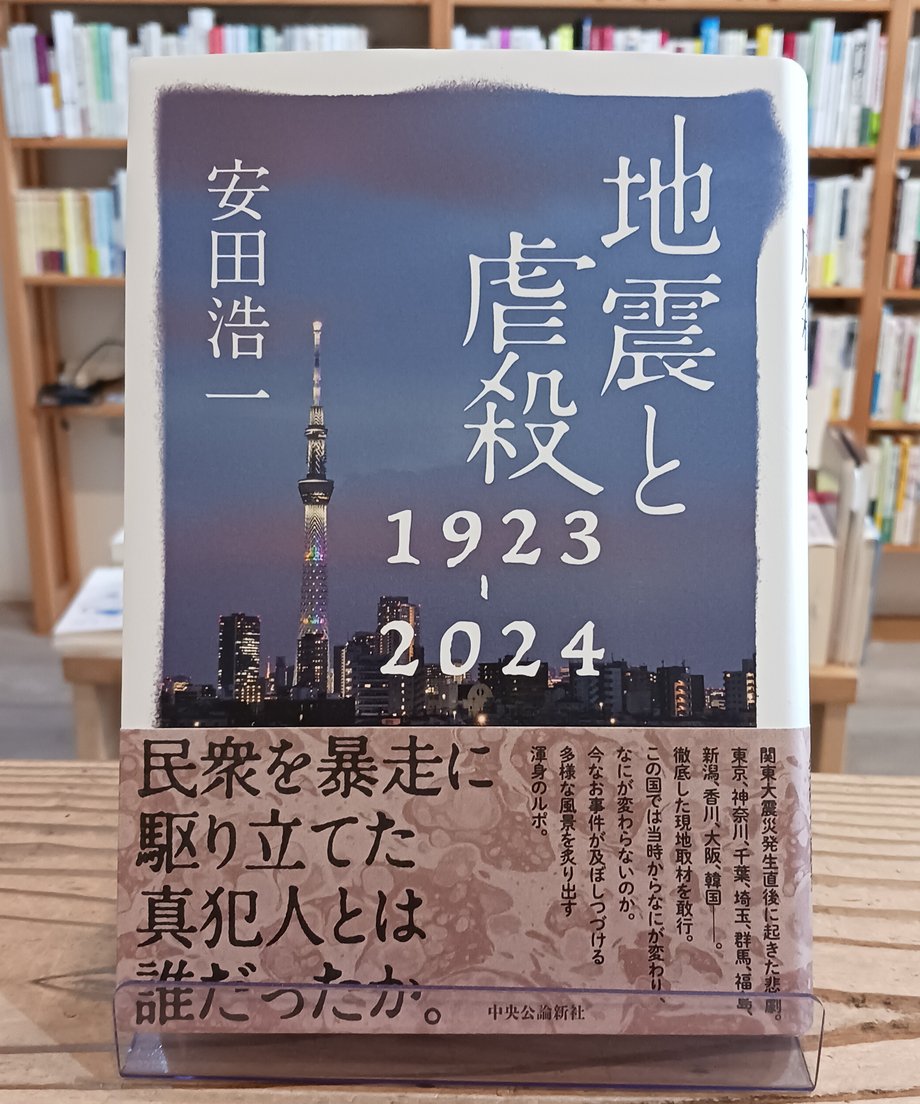 地震と
虐殺
1923
-
2024
安田浩一
民衆を暴走に
駆り立てた
真犯人とは
誰だったか。
関東大震災発生直後に起きた悲劇。
東京、神奈川、千葉、埼玉、群馬、福島、
新潟、香川、大阪、韓国――。
徹底した現地取材を敢行。
この国では当時からなにが変わり、
なにが変わらないのか。
今なお事件が及ぼしつづける
多様な風景を炙り出す
渾身のルポ。
中央公論新社